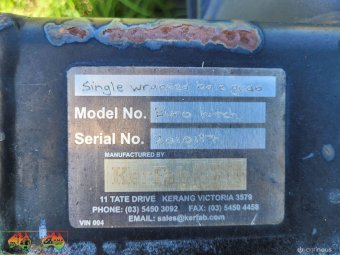 Single wrapped bale grab
Model No. Euro hitch
Serial No.
MANUFACTURED BY
11 TATE DRIVE KERANG VICTORIA 3579
PHONE: (03) 5450 3092 FAX: (03) 5450 4458
EMAIL: sales@kerfab.com
VIN 004